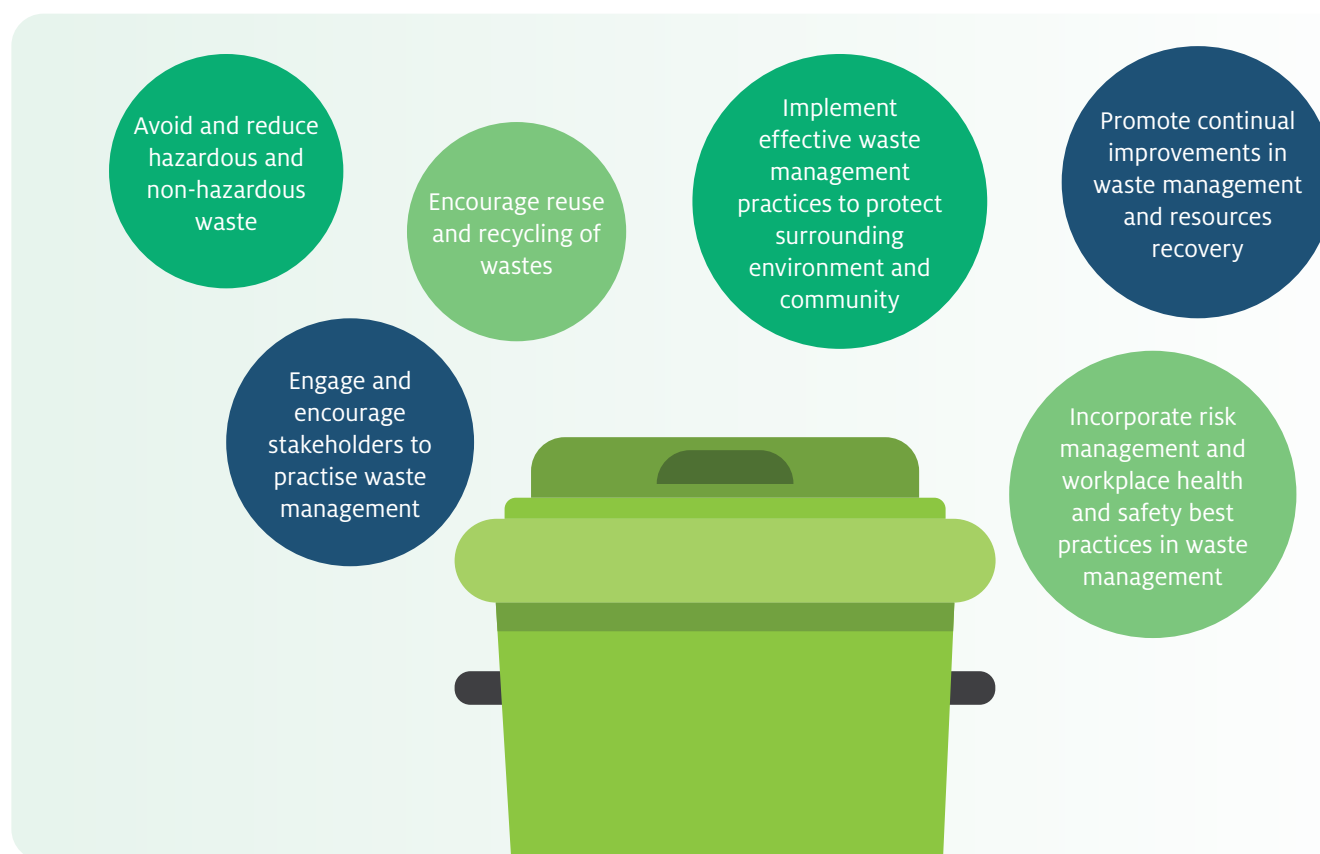 Avoid and reduce
hazardous and
non-hazardous
waste
Encourage reuse
and recycling of
wastes
Implement
effective waste
management
practices to protect
surrounding
environment and
community
Promote continual
improvements in
waste management
and resources
recovery
Engage and
encourage
stakeholders to
practise waste
management
Incorporate risk
management and
workplace health
and safety best
practices in waste
management